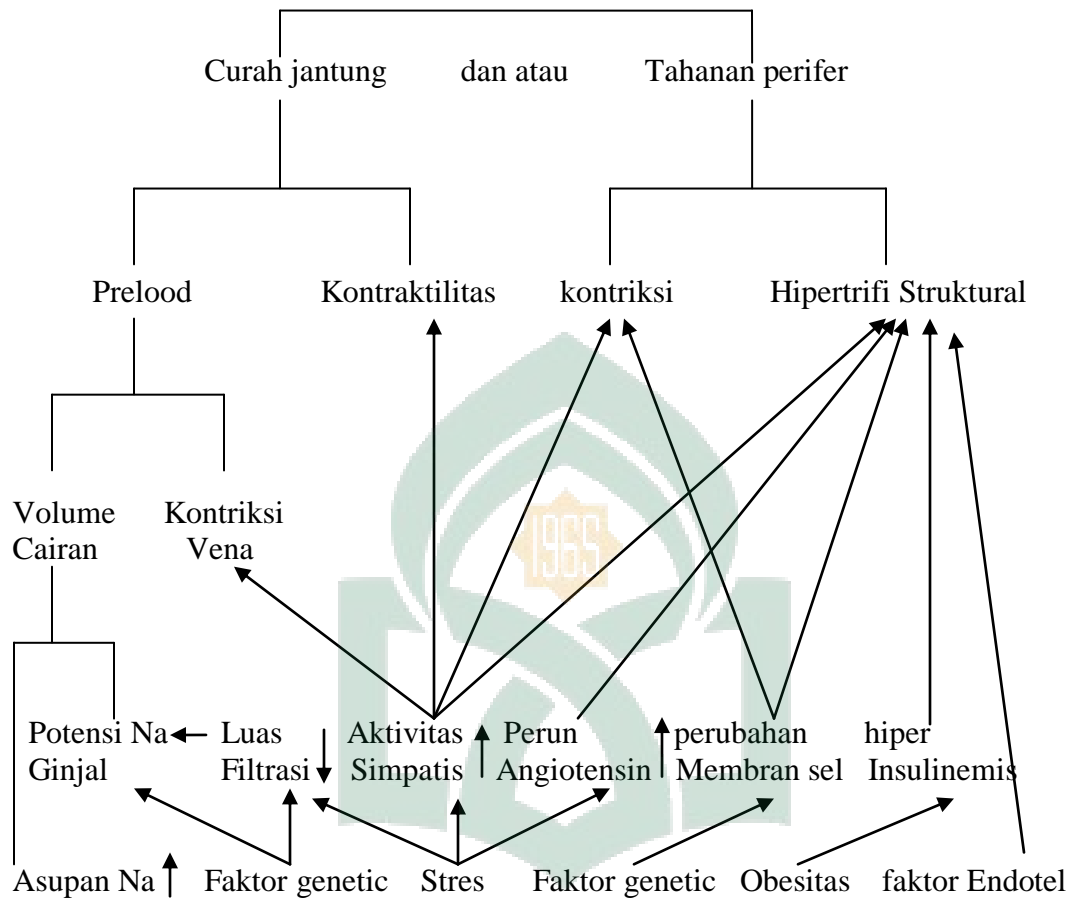 Curah jantung dan atau Tahanan perifer
Prelood Kontraktilitas kontriksi Hipertrifi Struktural
Volume Kontriksi
Cairan Vena
1965
Potensi Na Luas Aktivitas Perun perubahan hiper
Ginjal Filtrasi Simpatis Angiotensin Membran sel Insulinemis
Asupan Na Faktor genetic Stres Faktor genetic Obesitas faktor Endotel